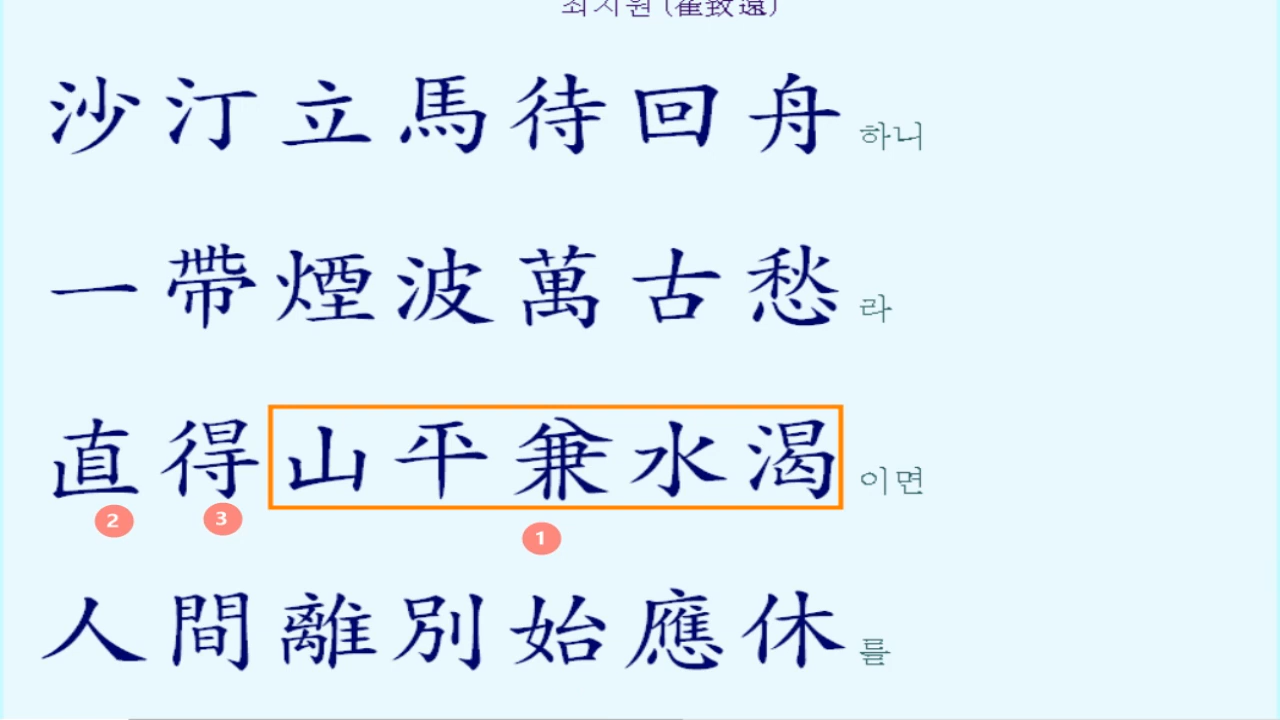 최치원 (崔致遠)
沙汀立馬待回舟 하니
一帶煙波萬古愁 라
直得山平兼水渴 이면
2 3 1
人間離別始應休 를